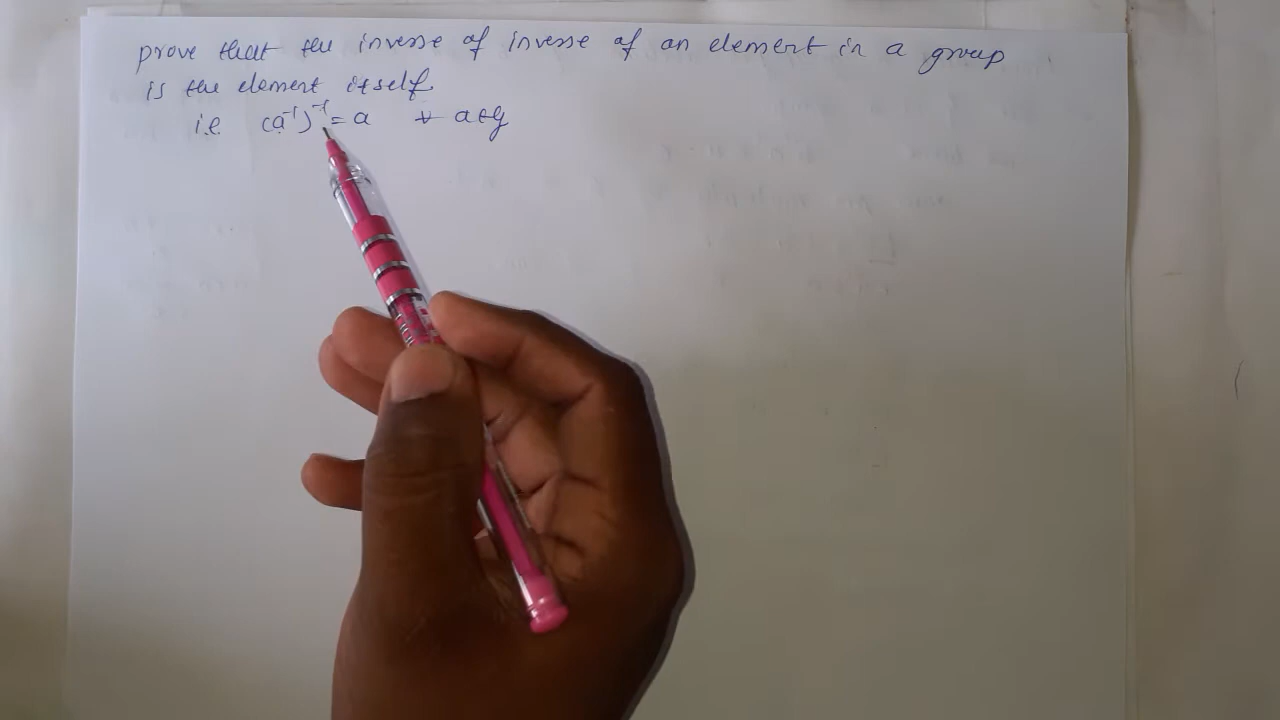 prove that the inverse of inverse of an element in a group
is the element itself.
i.e (a⁻¹)⁻¹ = a ∀ a∈G